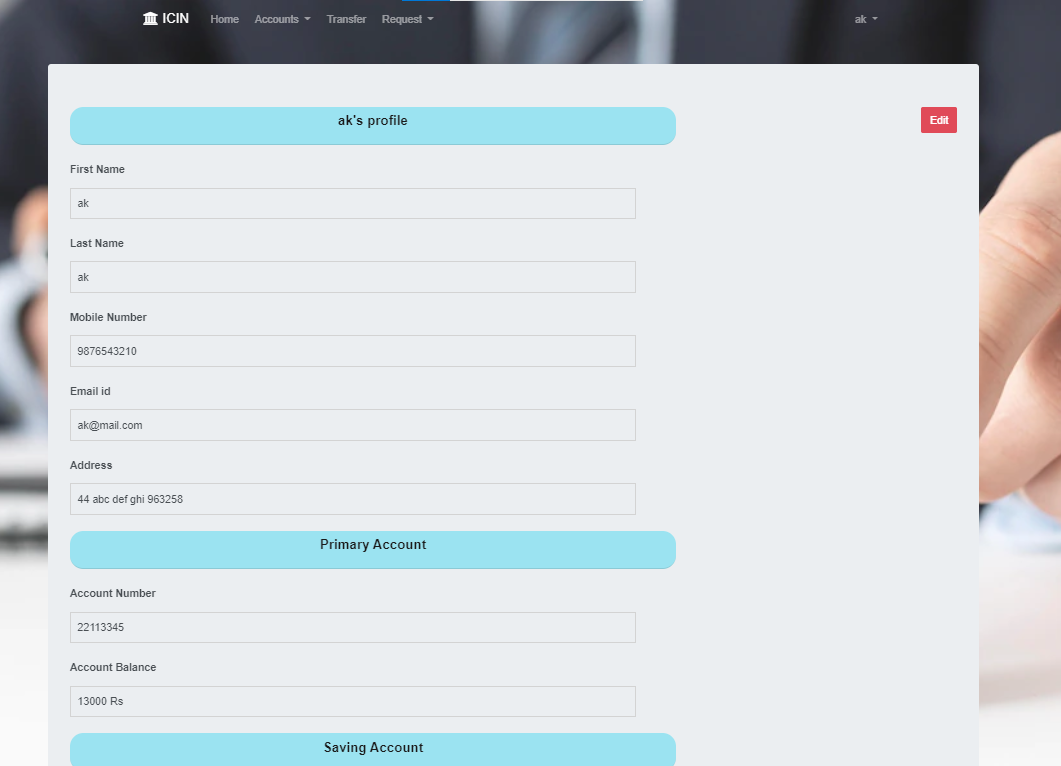 ICIN Home Accounts Transfer Request ak
ak's profile Edit
First Name
ak
Last Name
ak
Mobile Number
9876543210
Email id
ak@mail.com
Address
44 abc def ghi 963258
Primary Account
Account Number
22113345
Account Balance
13000 Rs
Saving Account